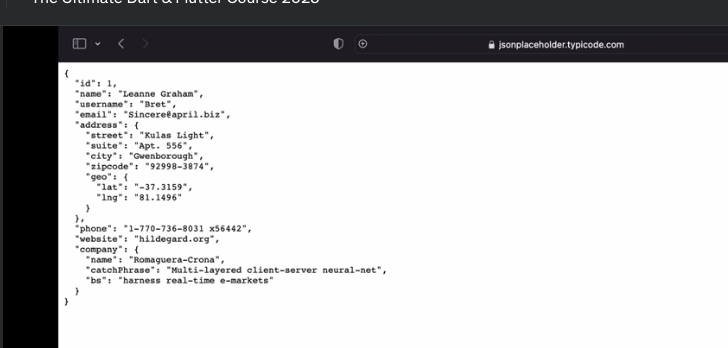 The Ultimate Dart & Flutter Course 2023
jsonplaceholder.typicode.com
{
  "id": 1,
  "name": "Leanne Graham",
  "username": "Bret",
  "email": "Sincere@april.biz",
  "address": {
    "street": "Kulas Light",
    "suite": "Apt. 556",
    "city": "Gwenborough",
    "zipcode": "92998-3874",
    "geo": {
      "lat": "-37.3159",
      "lng": "81.1496"
    }
  },
  "phone": "1-770-736-8031 x56442",
  "website": "hildegard.org",
  "company": {
    "name": "Romaguera-Crona",
    "catchPhrase": "Multi-layered client-server neural-net",
    "bs": "harness real-time e-markets"
  }
}